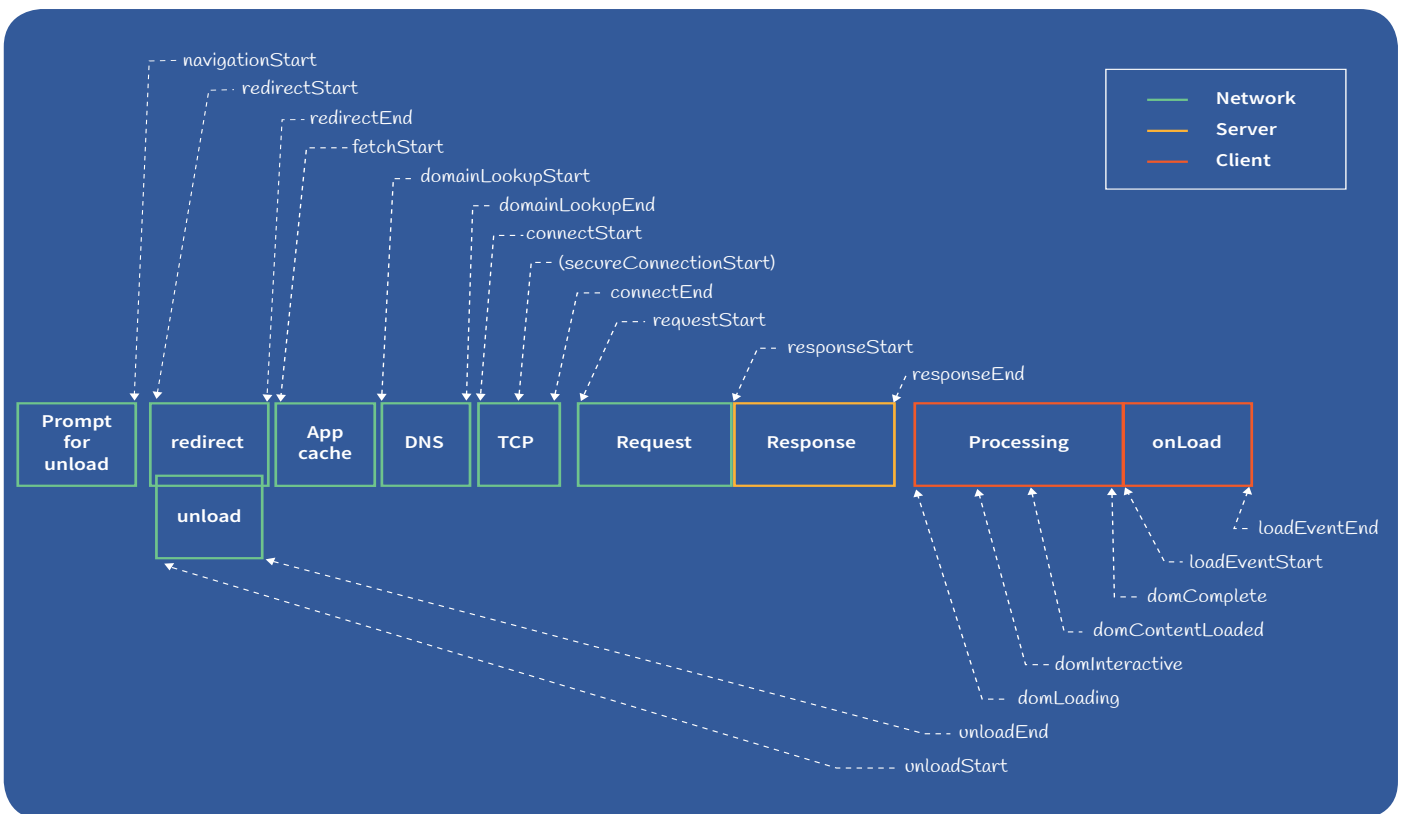 navigationStart
redirectStart
redirectEnd
fetchStart
domainLookupStart
domainLookupEnd
connectStart
(secureConnectionStart)
connectEnd
requestStart
responseStart
responseEnd
Network
Server
Client
Prompt
for
unload
redirect
unload
App
cache
DNS
TCP
Request
Response
Processing
onLoad
loadEventEnd
loadEventStart
domComplete
domContentLoaded
domInteractive
domLoading
unloadEnd
unloadStart